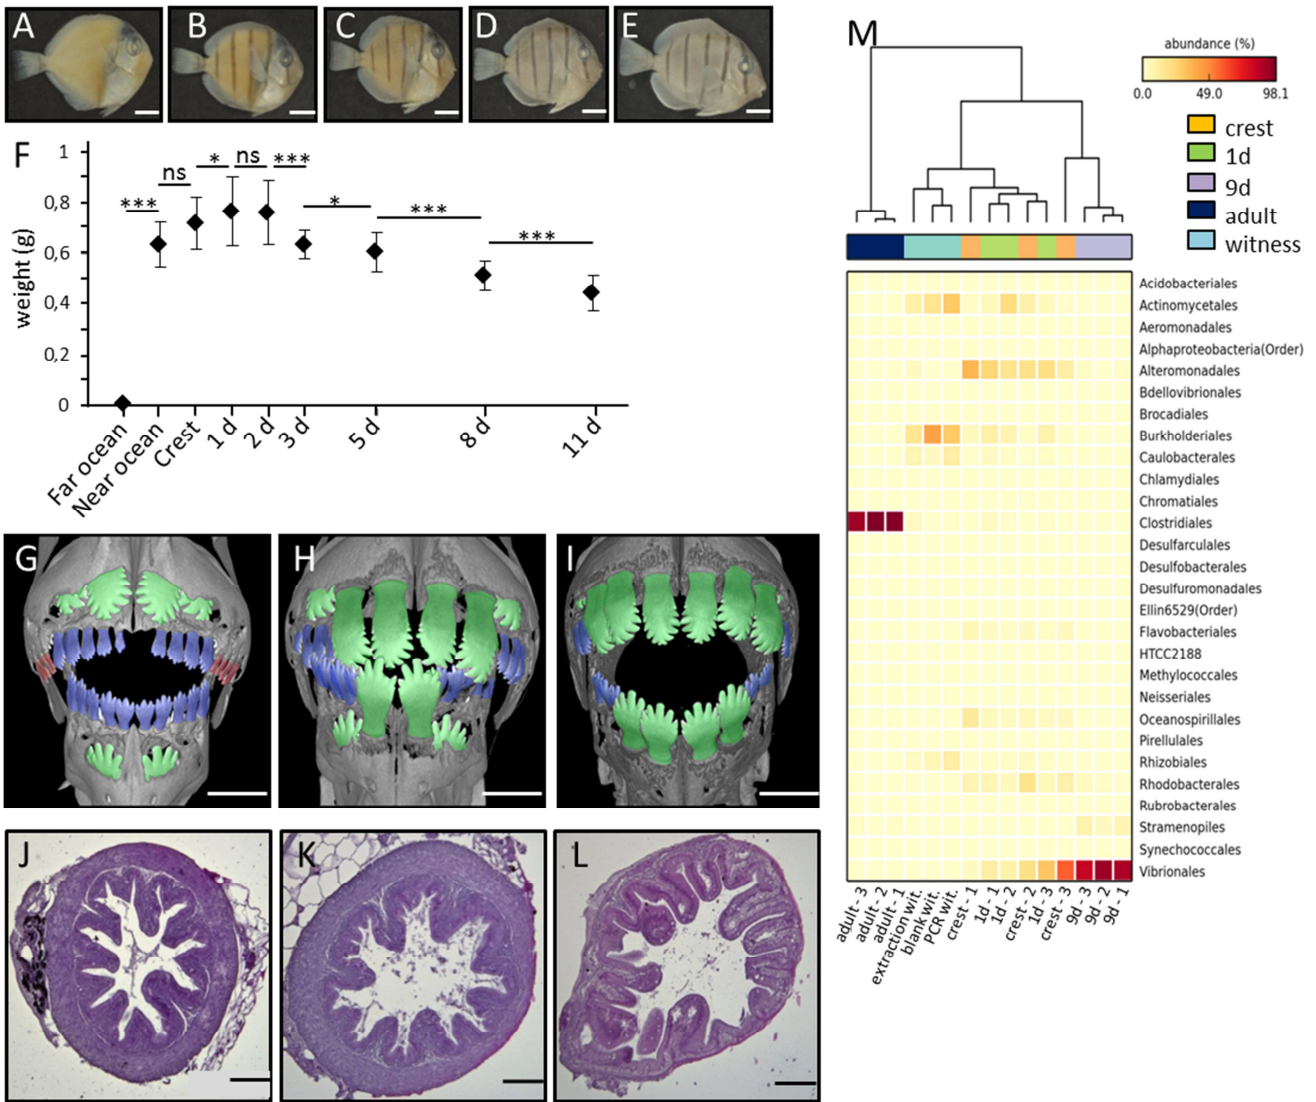 A
B
C
D
E
F
1
0,8
0,6
0,4
0,2
0
weight (g)
***
ns
*
ns
***
*
***
***
Far ocean
Near ocean
Crest
1 d
2 d
3 d
5 d
8 d
11 d
G
H
I
J
K
L
M
abundance (%)
0.0
49.0
98.1
crest
1d
9d
adult
witness
Acidobacteriales
Actinomycetales
Aeromonadales
Alphaproteobacteria(Order)
Alteromonadales
Bdellovibrionales
Brocadiales
Burkholderiales
Caulobacterales
Chlamydiales
Chromatiales
Clostridiales
Desulfarculales
Desulfobacterales
Desulfuromonadales
Ellin6529(Order)
Flavobacteriales
HTCC2188
Methylococcales
Neisseriales
Oceanospirillales
Pirellulales
Rhizobiales
Rhodobacterales
Rubrobacterales
Stramenopiles
Synechococcales
Vibrionales
adult - 3
adult - 2
adult - 1
extraction wit.
blank wit.
PCR wit.
crest - 1
1d - 1
1d - 2
crest - 2
1d - 3
crest - 3
9d - 3
9d - 2
9d - 1